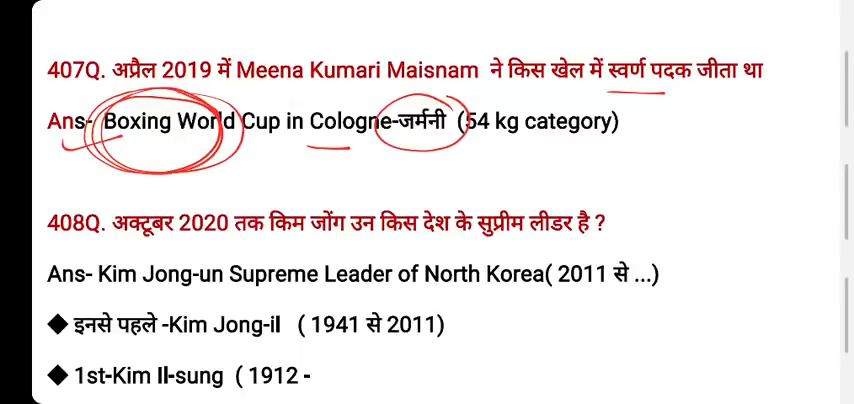 407Q. अप्रैल 2019 में Meena Kumari Maisnam ने किस खेल में स्वर्ण पदक जीता था
Ans- Boxing World Cup in Cologne-जर्मनी (54 kg category)
408Q. अक्टूबर 2020 तक किम जोंग उन किस देश के सुप्रीम लीडर है ?
Ans- Kim Jong-un Supreme Leader of North Korea( 2011 से ...)
◆ इनसे पहले -Kim Jong-il ( 1941 से 2011)
◆ 1st-Kim Il-sung ( 1912 -